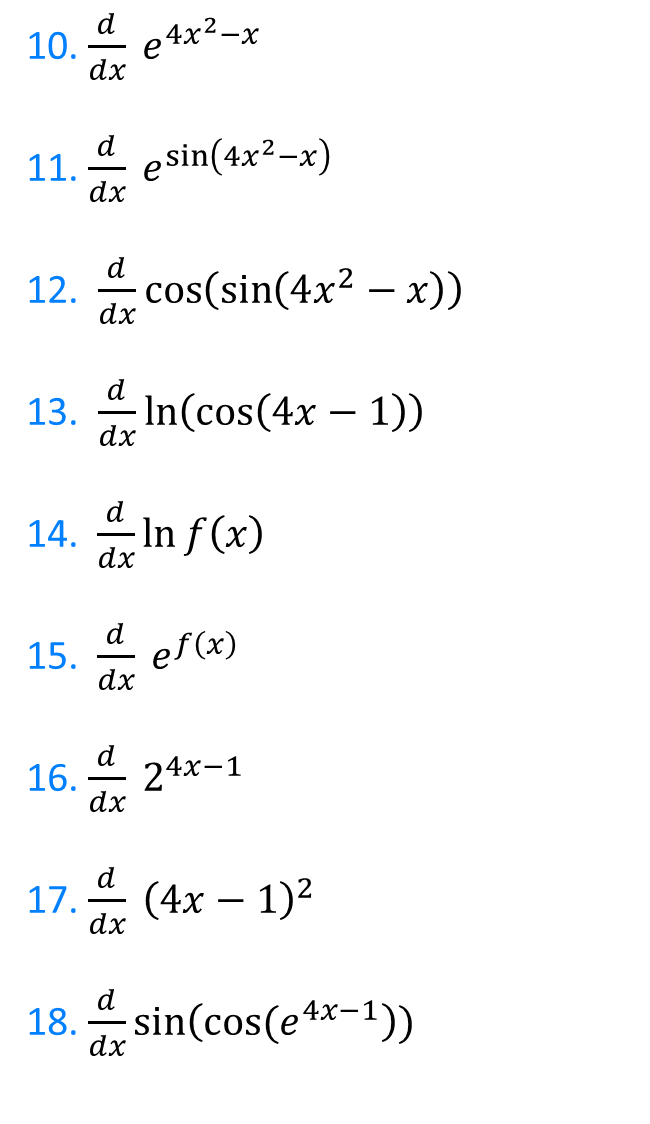 10. d/dx e^(4x²−x)
11. d/dx e^(sin(4x²−x))
12. d/dx cos(sin(4x² − x))
13. d/dx ln(cos(4x − 1))
14. d/dx ln f(x)
15. d/dx e^(f(x))
16. d/dx 2^(4x−1)
17. d/dx (4x − 1)²
18. d/dx sin(cos(e^(4x−1)))